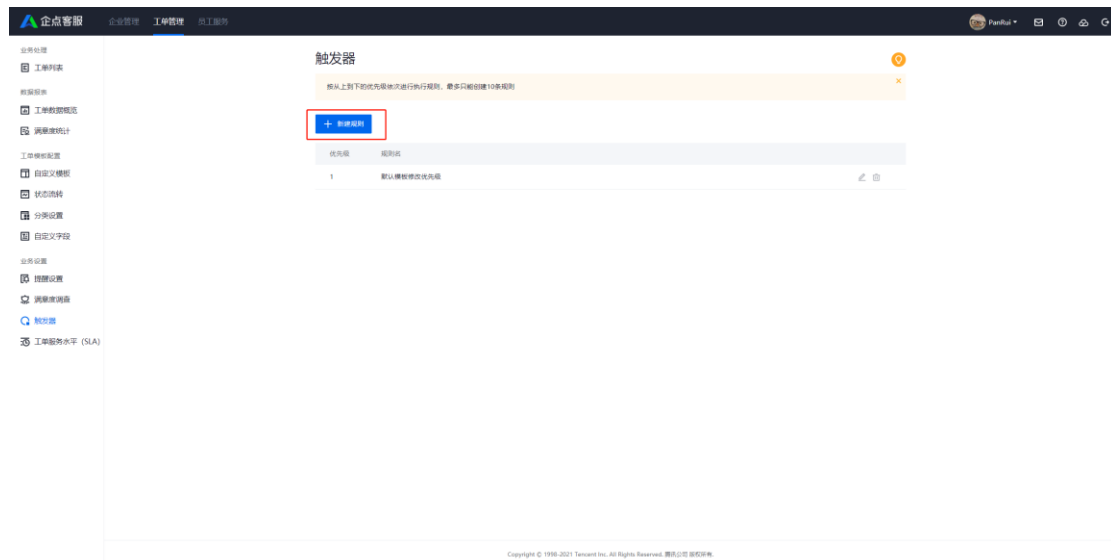 企点客服 企业管理 工单管理 员工服务 PanRui
业务处理
工单列表
数据报表
工单数据概览
满意度统计
工单模板配置
自定义模板
状态流转
分类设置
自定义字段
业务设置
提醒设置
满意度调查
触发器
工单服务水平（SLA）
触发器
按从上到下的优先级依次进行执行规则，最多只能创建10条规则
新建规则
优先级 规则名
1 默认模板修改优先级
Copyright © 1998-2021 Tencent Inc. All Rights Reserved. 腾讯公司 版权所有.